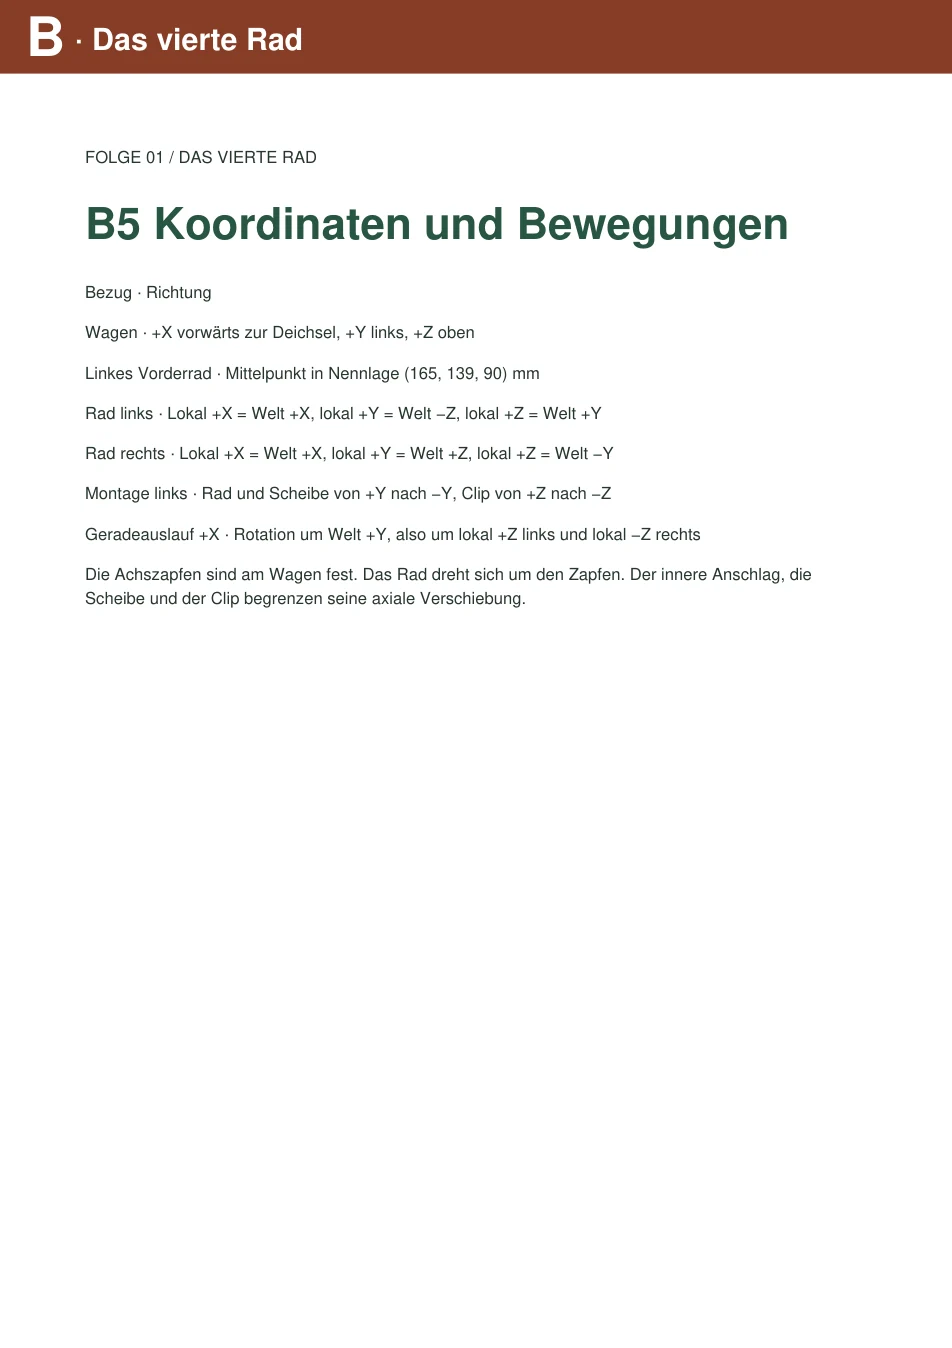 B · Das vierte Rad
FOLGE 01 / DAS VIERTE RAD
B5 Koordinaten und Bewegungen
Bezug · Richtung
Wagen · +X vorwärts zur Deichsel, +Y links, +Z oben
Linkes Vorderrad · Mittelpunkt in Nennlage (165, 139, 90) mm
Rad links · Lokal +X = Welt +X, lokal +Y = Welt −Z, lokal +Z = Welt +Y
Rad rechts · Lokal +X = Welt +X, lokal +Y = Welt +Z, lokal +Z = Welt −Y
Montage links · Rad und Scheibe von +Y nach −Y, Clip von +Z nach −Z
Geradeauslauf +X · Rotation um Welt +Y, also um lokal +Z links und lokal −Z rechts
Die Achszapfen sind am Wagen fest. Das Rad dreht sich um den Zapfen. Der innere Anschlag, die
Scheibe und der Clip begrenzen seine axiale Verschiebung.